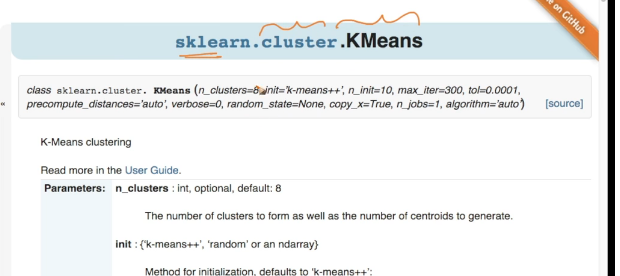 Fork me on GitHub
sklearn.cluster.KMeans
class sklearn.cluster. KMeans (n_clusters=8, init='k-means++', n_init=10, max_iter=300, tol=0.0001,
precompute_distances='auto', verbose=0, random_state=None, copy_x=True, n_jobs=1, algorithm='auto') [source]
«
K-Means clustering
Read more in the User Guide.
Parameters: n_clusters : int, optional, default: 8
The number of clusters to form as well as the number of centroids to generate.
init : {'k-means++', 'random' or an ndarray}
Method for initialization, defaults to 'k-means++':